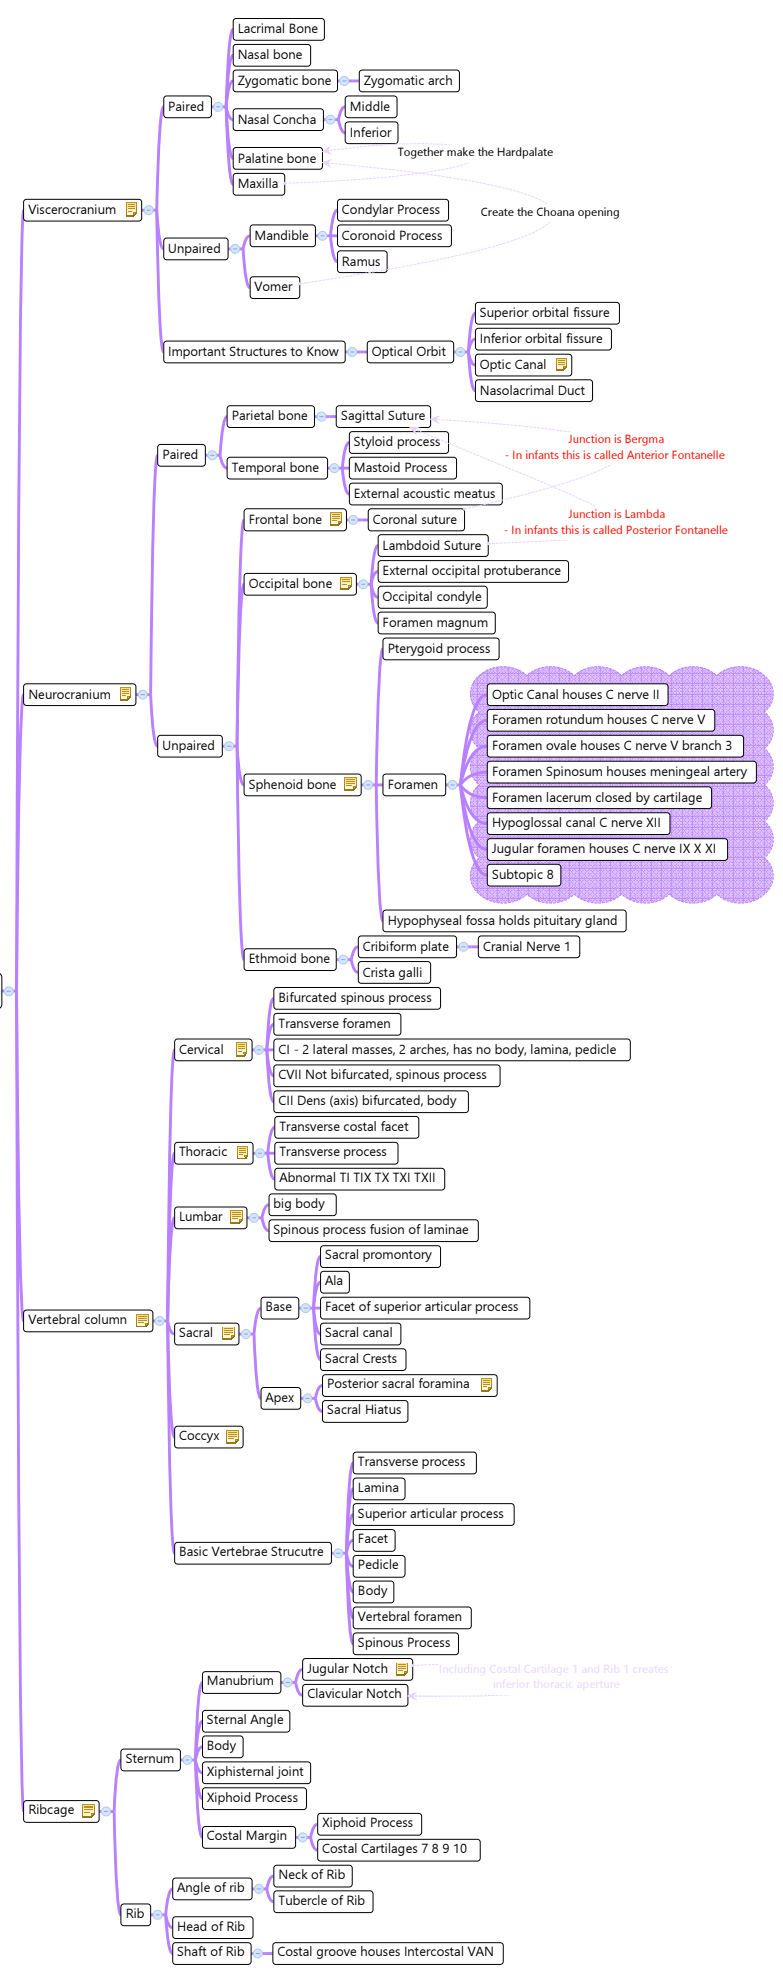 Lacrimal Bone
Nasal bone
Zygomatic bone
Zygomatic arch
Paired
Nasal Concha
Middle
Inferior
Palatine bone
Together make the Hardpalate
Maxilla
Viscerocranium
Create the Choana opening
Condylar Process
Unpaired
Mandible
Coronoid Process
Ramus
Vomer
Important Structures to Know
Optical Orbit
Superior orbital fissure
Inferior orbital fissure
Optic Canal
Nasolacrimal Duct
Parietal bone
Sagittal Suture
Paired
Temporal bone
Styloid process
Mastoid Process
External acoustic meatus
Junction is Bergma
- In infants this is called Anterior Fontanelle
Frontal bone
Coronal suture
Junction is Lambda
- In infants this is called Posterior Fontanelle
Occipital bone
Lambdoid Suture
External occipital protuberance
Occipital condyle
Foramen magnum
Neurocranium
Unpaired
Sphenoid bone
Pterygoid process
Foramen
Optic Canal houses C nerve II
Foramen rotundum houses C nerve V
Foramen ovale houses C nerve V branch 3
Foramen Spinosum houses meningeal artery
Foramen lacerum closed by cartilage
Hypoglossal canal C nerve XII
Jugular foramen houses C nerve IX X XI
Subtopic 8
Hypophyseal fossa holds pituitary gland
Ethmoid bone
Cribiform plate
Cranial Nerve 1
Crista galli
Cervical
Bifurcated spinous process
Transverse foramen
CI - 2 lateral masses, 2 arches, has no body, lamina, pedicle
CVII Not bifurcated, spinous process
CII Dens (axis) bifurcated, body
Thoracic
Transverse costal facet
Transverse process
Abnormal TI TIX TX TXI TXII
Lumbar
big body
Spinous process fusion of laminae
Vertebral column
Sacral
Base
Sacral promontory
Ala
Facet of superior articular process
Sacral canal
Sacral Crests
Apex
Posterior sacral foramina
Sacral Hiatus
Coccyx
Basic Vertebrae Strucutre
Transverse process
Lamina
Superior articular process
Facet
Pedicle
Body
Vertebral foramen
Spinous Process
Ribcage
Sternum
Manubrium
Jugular Notch
Clavicular Notch
Including Costal Cartilage 1 and Rib 1 creates
inferior thoracic aperture
Sternal Angle
Body
Xiphisternal joint
Xiphoid Process
Costal Margin
Xiphoid Process
Costal Cartilages 7 8 9 10
Rib
Angle of rib
Neck of Rib
Tubercle of Rib
Head of Rib
Shaft of Rib
Costal groove houses Intercostal VAN